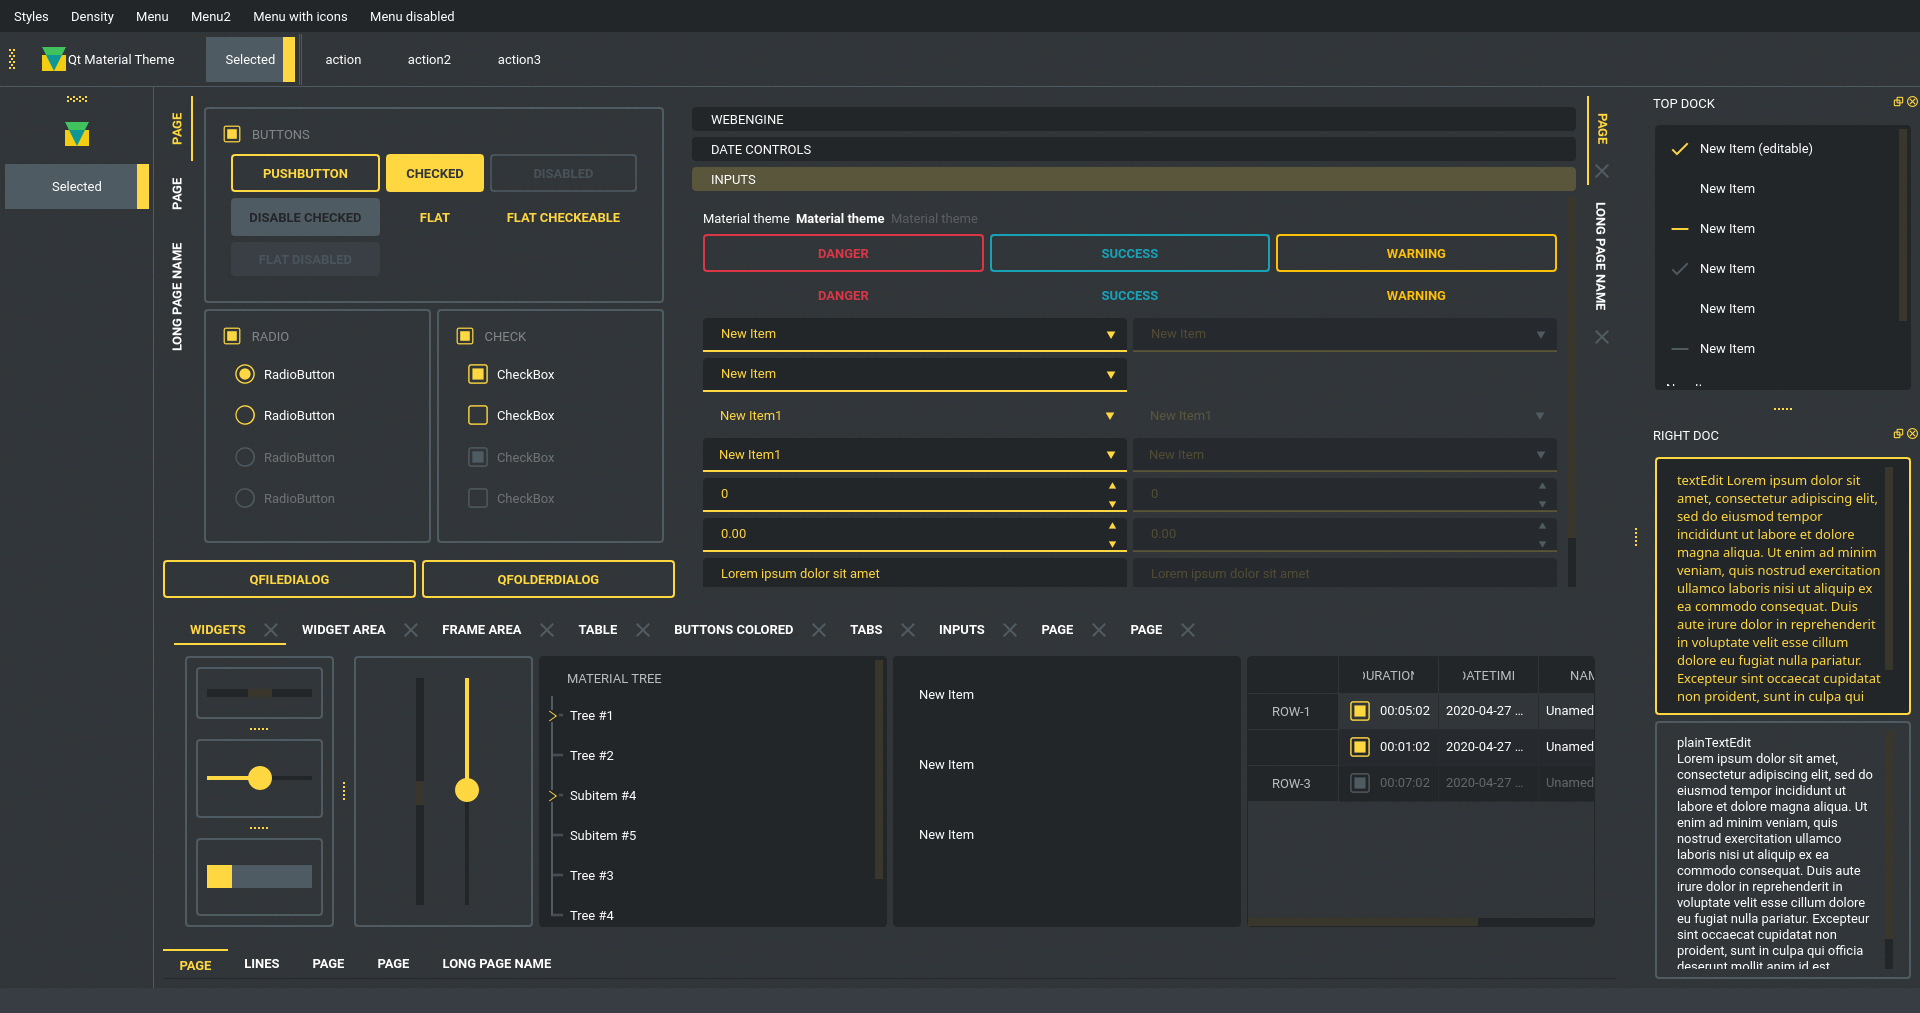 Styles Density Menu Menu2 Menu with icons Menu disabled
Qt Material Theme Selected action action2 action3
Selected
PAGE
PAGE
LONG PAGE NAME
BUTTONS
PUSHBUTTON CHECKED DISABLED
DISABLE CHECKED FLAT FLAT CHECKEABLE
FLAT DISABLED
RADIO
RadioButton
RadioButton
RadioButton
RadioButton
CHECK
CheckBox
CheckBox
CheckBox
CheckBox
QFILEDIALOG QFOLDERDIALOG
WEBENGINE
DATE CONTROLS
INPUTS
Material theme Material theme Material theme
DANGER SUCCESS WARNING
DANGER SUCCESS WARNING
New Item New Item
New Item
New Item1 New Item1
New Item1 New Item
0 0
0.00 0.00
Lorem ipsum dolor sit amet Lorem ipsum dolor sit amet
PAGE
LONG PAGE NAME
TOP DOCK
New Item (editable)
New Item
New Item
New Item
New Item
New Item
RIGHT DOC
textEdit Lorem ipsum dolor sit
amet, consectetur adipiscing elit,
sed do eiusmod tempor
incididunt ut labore et dolore
magna aliqua. Ut enim ad minim
veniam, quis nostrud exercitation
ullamco laboris nisi ut aliquip ex
ea commodo consequat. Duis
aute irure dolor in reprehenderit
in voluptate velit esse cillum
dolore eu fugiat nulla pariatur.
Excepteur sint occaecat cupidatat
non proident, sunt in culpa qui
plainTextEdit
Lorem ipsum dolor sit amet,
consectetur adipiscing elit, sed do
eiusmod tempor incididunt ut
labore et dolore magna aliqua. Ut
enim ad minim veniam, quis
nostrud exercitation ullamco
laboris nisi ut aliquip ex ea
commodo consequat. Duis aute
irure dolor in reprehenderit in
voluptate velit esse cillum dolore
eu fugiat nulla pariatur. Excepteur
sint occaecat cupidatat non
proident, sunt in culpa qui officia
deserunt mollit anim id est
WIDGETS WIDGET AREA FRAME AREA TABLE BUTTONS COLORED TABS INPUTS PAGE PAGE
MATERIAL TREE
Tree #1
Tree #2
Subitem #4
Subitem #5
Tree #3
Tree #4
New Item
New Item
New Item
URATION ATETIMI NAM
ROW-1 00:05:02 2020-04-27 ... Unamed
00:01:02 2020-04-27 ... Unamed
ROW-3 00:07:02 2020-04-27 ... Unamed
PAGE LINES PAGE PAGE LONG PAGE NAME